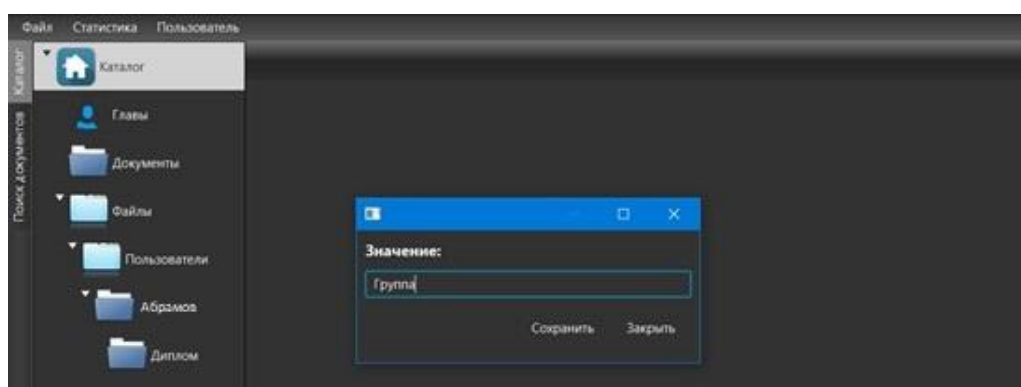 Файл Статистика Пользователь
Каталог
Поиск документов
Каталог
Главы
Документы
Файлы
Пользователи
Абрамов
Диплом
Значение:
Группа
Сохранить Закрыть